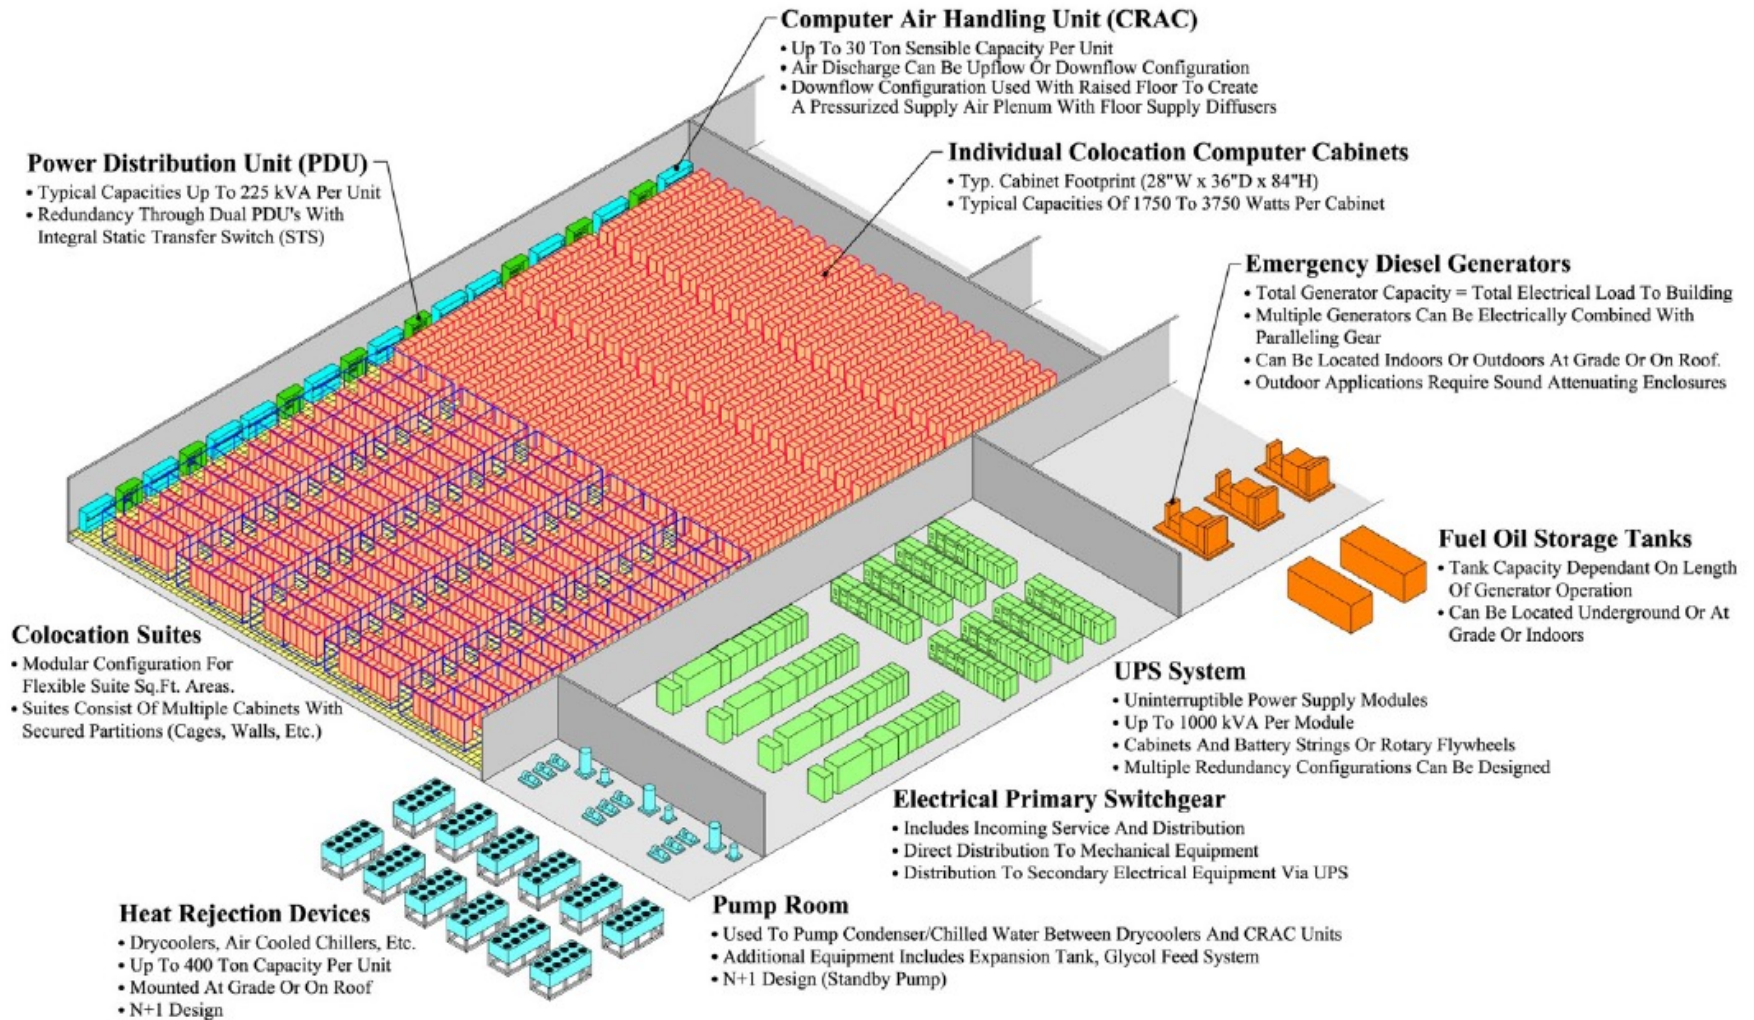 Computer Air Handling Unit (CRAC)
• Up To 30 Ton Sensible Capacity Per Unit
• Air Discharge Can Be Upflow Or Downflow Configuration
• Downflow Configuration Used With Raised Floor To Create
A Pressurized Supply Air Plenum With Floor Supply Diffusers
Power Distribution Unit (PDU)
• Typical Capacities Up To 225 kVA Per Unit
• Redundancy Through Dual PDU's With
Integral Static Transfer Switch (STS)
Individual Colocation Computer Cabinets
• Typ. Cabinet Footprint (28"W x 36"D x 84"H)
• Typical Capacities Of 1750 To 3750 Watts Per Cabinet
Emergency Diesel Generators
• Total Generator Capacity = Total Electrical Load To Building
• Multiple Generators Can Be Electrically Combined With
Paralleling Gear
• Can Be Located Indoors Or Outdoors At Grade Or On Roof.
• Outdoor Applications Require Sound Attenuating Enclosures
Fuel Oil Storage Tanks
• Tank Capacity Dependant On Length
Of Generator Operation
• Can Be Located Underground Or At
Grade Or Indoors
Colocation Suites
• Modular Configuration For
Flexible Suite Sq.Ft. Areas.
• Suites Consist Of Multiple Cabinets With
Secured Partitions (Cages, Walls, Etc.)
UPS System
• Uninterruptible Power Supply Modules
• Up To 1000 kVA Per Module
• Cabinets And Battery Strings Or Rotary Flywheels
• Multiple Redundancy Configurations Can Be Designed
Electrical Primary Switchgear
• Includes Incoming Service And Distribution
• Direct Distribution To Mechanical Equipment
• Distribution To Secondary Electrical Equipment Via UPS
Pump Room
• Used To Pump Condenser/Chilled Water Between Drycoolers And CRAC Units
• Additional Equipment Includes Expansion Tank, Glycol Feed System
• N+1 Design (Standby Pump)
Heat Rejection Devices
• Drycoolers, Air Cooled Chillers, Etc.
• Up To 400 Ton Capacity Per Unit
• Mounted At Grade Or On Roof
• N+1 Design